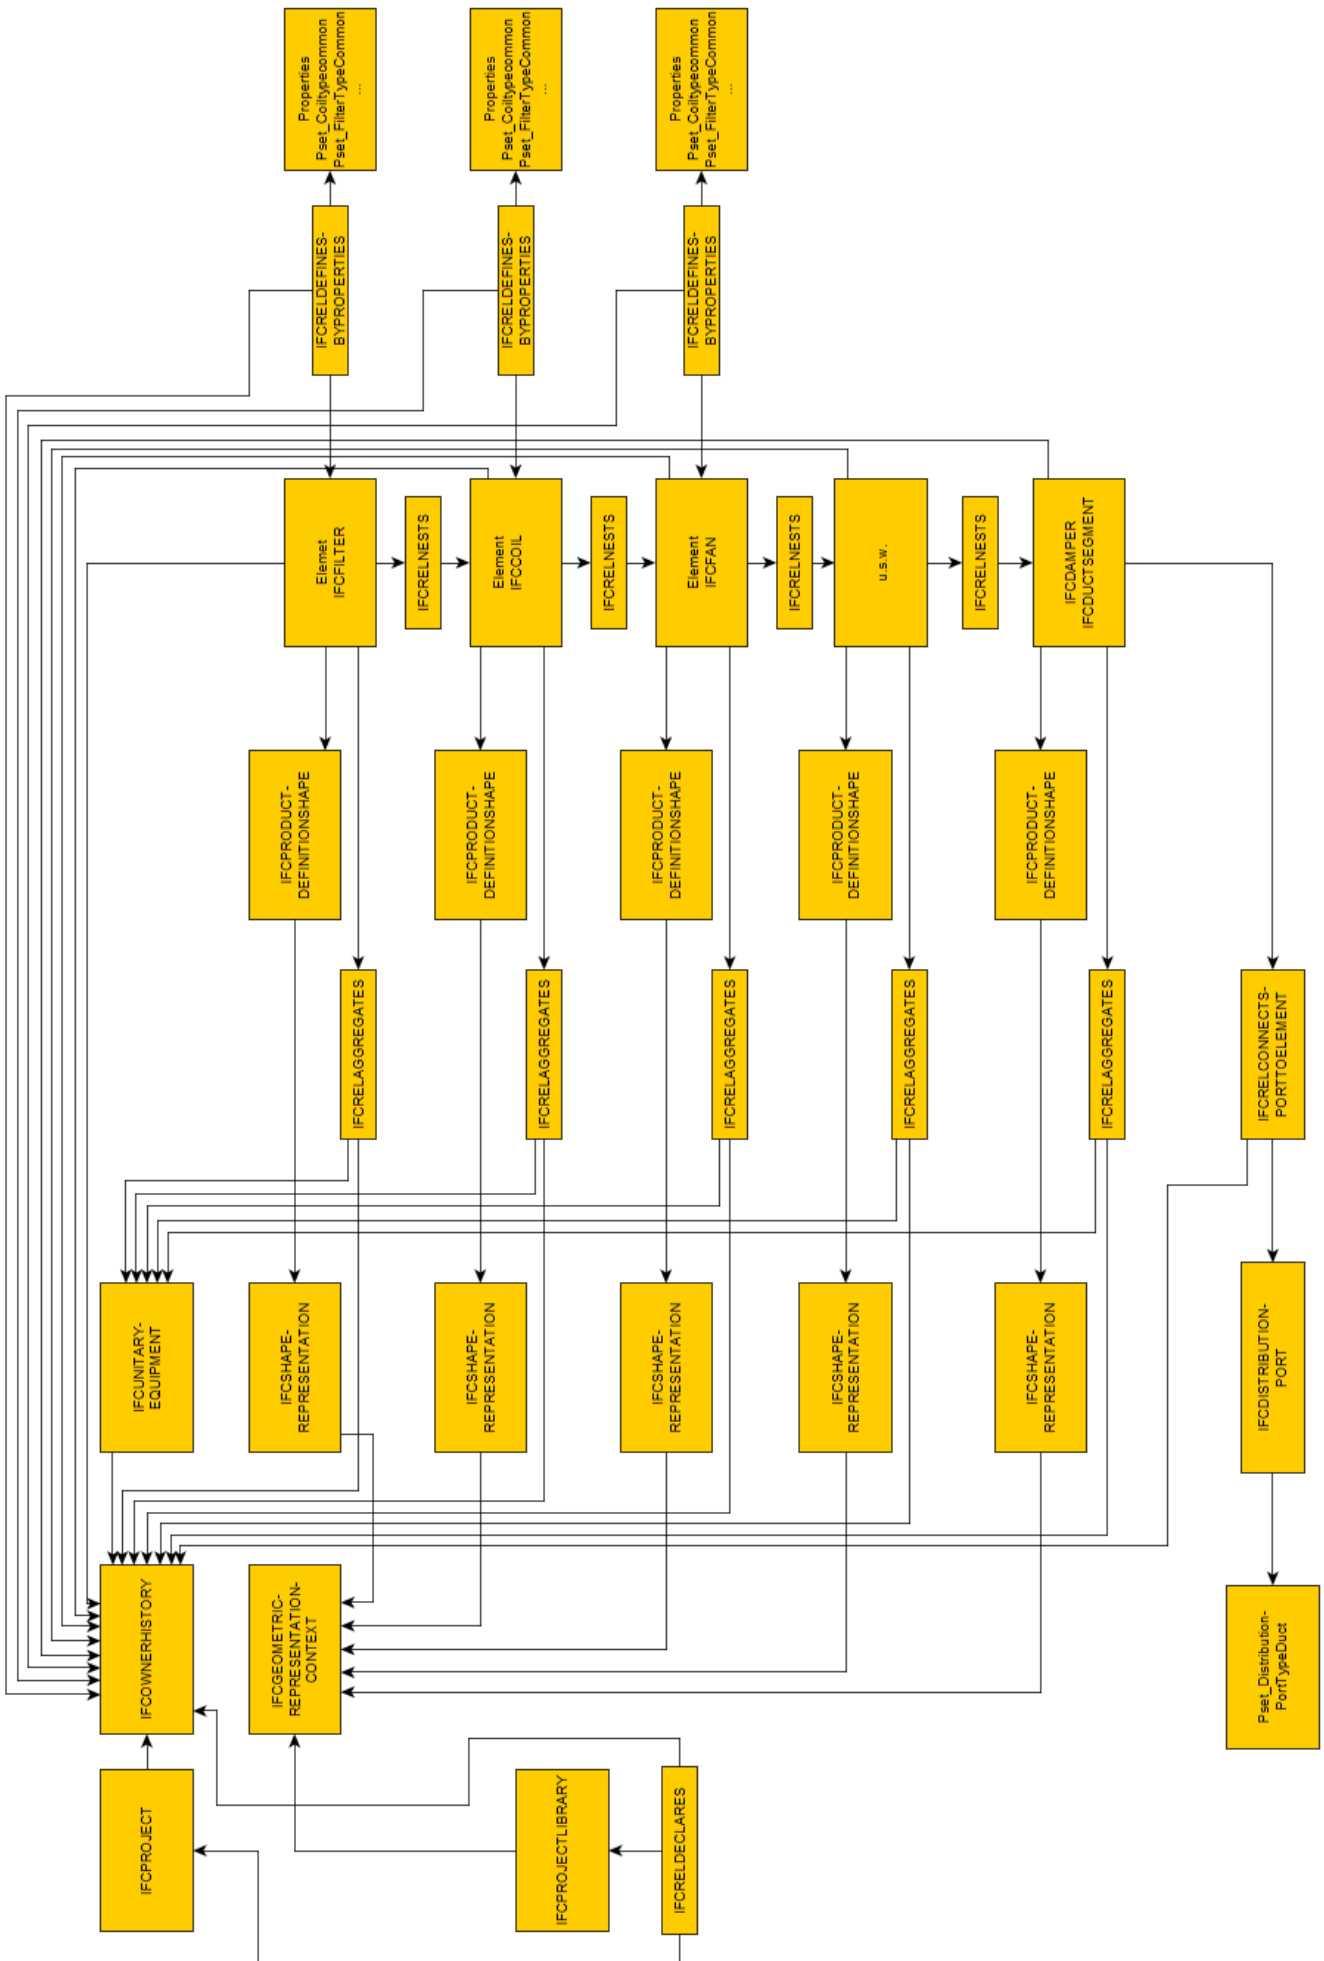 Properties
Pset_Coiltypecommon
Pset_FilterTypeCommon
...
Properties
Pset_Coiltypecommon
Pset_FilterTypeCommon
...
Properties
Pset_Coiltypecommon
Pset_FilterTypeCommon
...
IFCRELDEFINES-
BYPROPERTIES
IFCRELDEFINES-
BYPROPERTIES
IFCRELDEFINES-
BYPROPERTIES
Elemet
IFCFILTER
IFCRELNESTS
Element
IFCCOIL
IFCRELNESTS
Element
IFCFAN
IFCRELNESTS
u.s.w.
IFCRELNESTS
IFCDAMPER
IFCDUCTSEGMENT
IFCPRODUCT-
DEFINITIONSHAPE
IFCPRODUCT-
DEFINITIONSHAPE
IFCPRODUCT-
DEFINITIONSHAPE
IFCPRODUCT-
DEFINITIONSHAPE
IFCPRODUCT-
DEFINITIONSHAPE
IFCRELAGGREGATES
IFCRELAGGREGATES
IFCRELAGGREGATES
IFCRELAGGREGATES
IFCRELAGGREGATES
IFCRELCONNECTS-
PORTTOELEMENT
IFCUNITARY-
EQUIPMENT
IFCSHAPE-
REPRESENTATION
IFCSHAPE-
REPRESENTATION
IFCSHAPE-
REPRESENTATION
IFCSHAPE-
REPRESENTATION
IFCSHAPE-
REPRESENTATION
IFCDISTRIBUTION-
PORT
IFCOWNERHISTORY
IFCGEOMETRIC-
REPRESENTATION-
CONTEXT
Pset_Distribution-
PortTypeDuct
IFCPROJECT
IFCPROJECTLIBRARY
IFCRELDECLARES